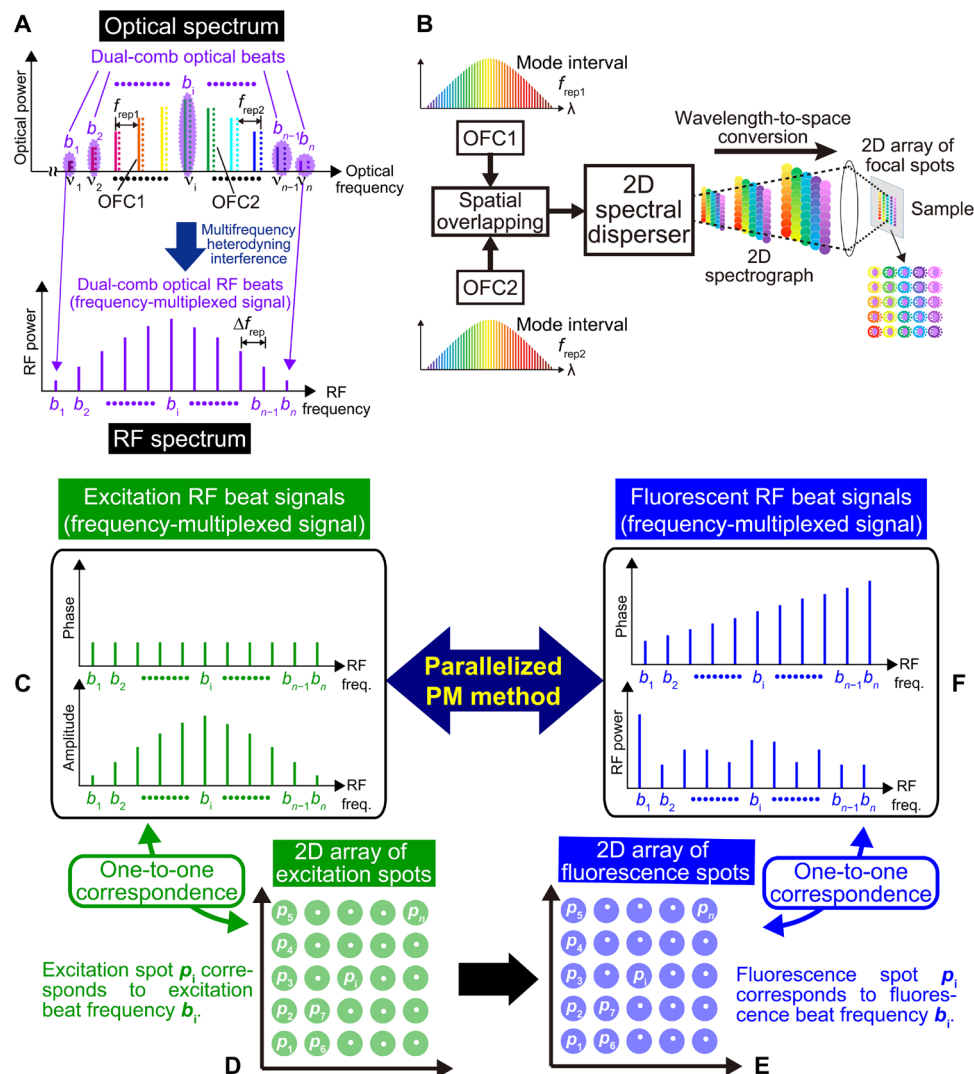 A
Optical spectrum
Dual-comb optical beats
Optical power
b1
b2
frep1
bi
frep2
bn−1
bn
ν1
ν2
νi
νn−1
νn
Optical
frequency
OFC1
OFC2
Multifrequency
heterodyning
interference
Dual-comb optical RF beats
(frequency-multiplexed signal)
RF power
Δfrep
b1
b2
bi
bn−1
bn
RF
frequency
RF spectrum
B
Mode interval
frep1
λ
OFC1
Spatial
overlapping
OFC2
Mode interval
frep2
λ
2D
spectral
disperser
Wavelength-to-space
conversion
2D array of
focal spots
Sample
2D
spectrograph
Excitation RF beat signals
(frequency-multiplexed signal)
C
Phase
b1
b2
bi
bn−1
bn
RF
freq.
Amplitude
b1
b2
bi
bn−1
bn
RF
freq.
Parallelized
PM method
Fluorescent RF beat signals
(frequency-multiplexed signal)
F
Phase
b1
b2
bi
bn−1
bn
RF
freq.
RF power
b1
b2
bi
bn−1
bn
RF
freq.
One-to-one
correspondence
2D array of
excitation spots
p5
pn
p4
p3
pi
p2
p7
p1
p6
Excitation spot pi corre-
sponds to excitation
beat frequency bi.
D
2D array of
fluorescence spots
p5
pn
p4
p3
pi
p2
p7
p1
p6
E
One-to-one
correspondence
Fluorescence spot pi
corresponds to fluores-
cence beat frequency bi.